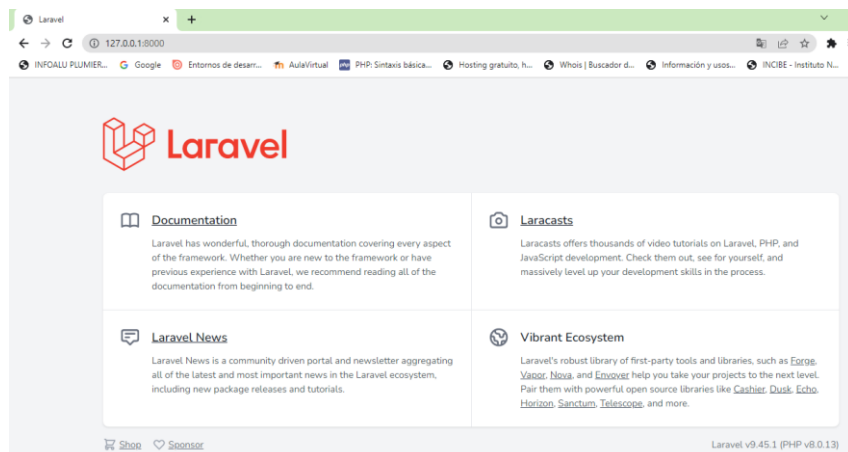 Laravel
127.0.0.1:8000
INFOALU PLUMIER... Google Entornos de desarr... AulaVirtual PHP: Sintaxis básica... Hosting gratuito, h... Whois | Buscador d... Información y usos... INCIBE - Instituto N...
Laravel
Documentation
Laravel has wonderful, thorough documentation covering every aspect
of the framework. Whether you are new to the framework or have
previous experience with Laravel, we recommend reading all of the
documentation from beginning to end.
Laracasts
Laracasts offers thousands of video tutorials on Laravel, PHP, and
JavaScript development. Check them out, see for yourself, and
massively level up your development skills in the process.
Laravel News
Laravel News is a community driven portal and newsletter aggregating
all of the latest and most important news in the Laravel ecosystem,
including new package releases and tutorials.
Vibrant Ecosystem
Laravel's robust library of first-party tools and libraries, such as Forge,
Vapor, Nova, and Envoyer help you take your projects to the next level.
Pair them with powerful open source libraries like Cashier, Dusk, Echo,
Horizon, Sanctum, Telescope, and more.
Shop Sponsor
Laravel v9.45.1 (PHP v8.0.13)